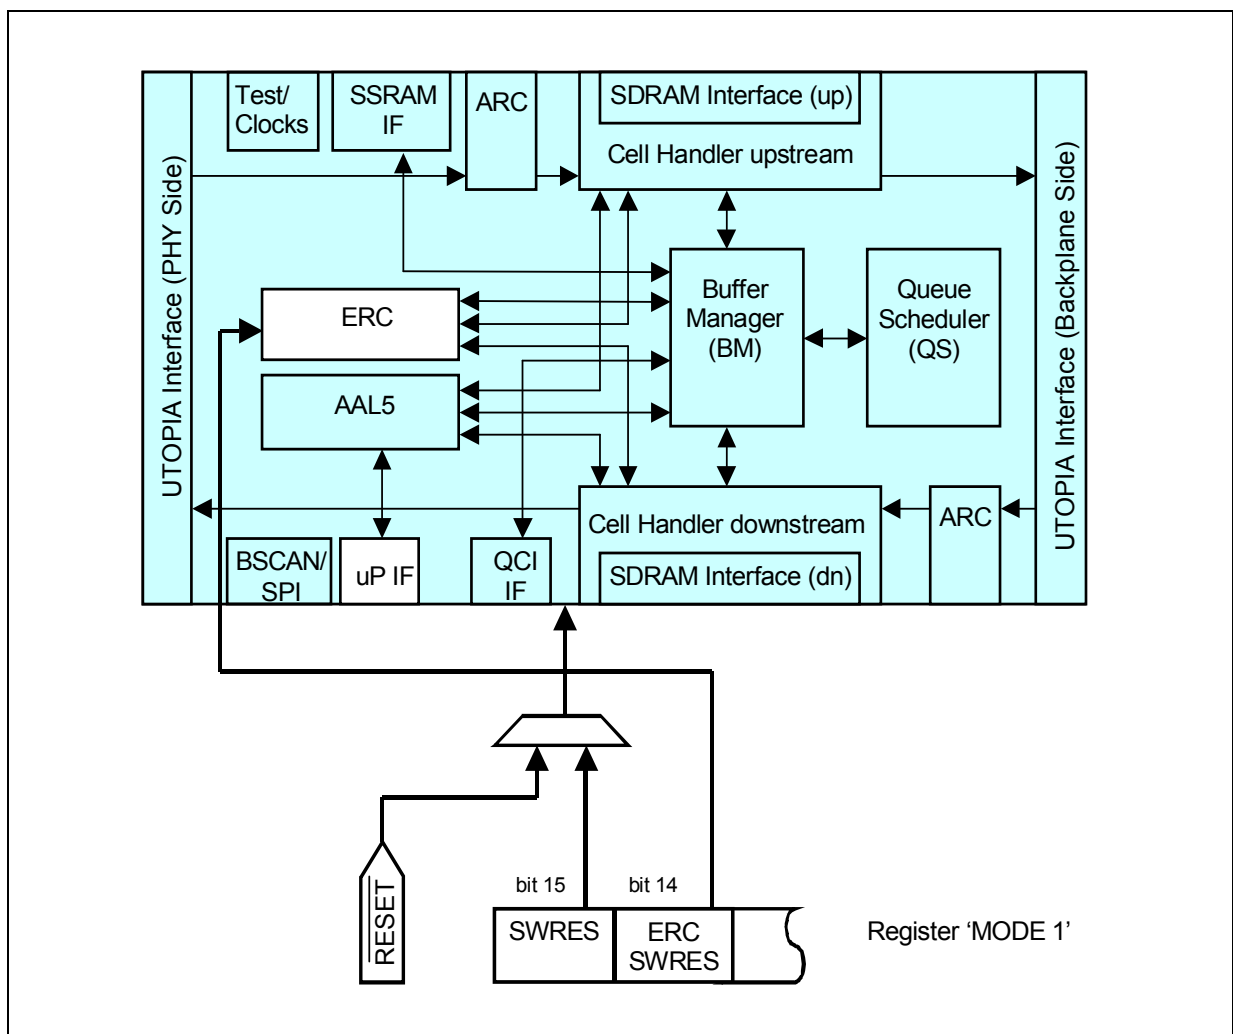 UTOPIA Interface (PHY Side)
Test/
Clocks
SSRAM
IF
ARC
SDRAM Interface (up)
Cell Handler upstream
UTOPIA Interface (Backplane Side)
ERC
Buffer
Manager
(BM)
Queue
Scheduler
(QS)
AAL5
Cell Handler downstream
ARC
BSCAN/
SPI
uP IF
QCI
IF
SDRAM Interface (dn)
RESET
bit 15
bit 14
SWRES
ERC
SWRES
Register ‘MODE 1’